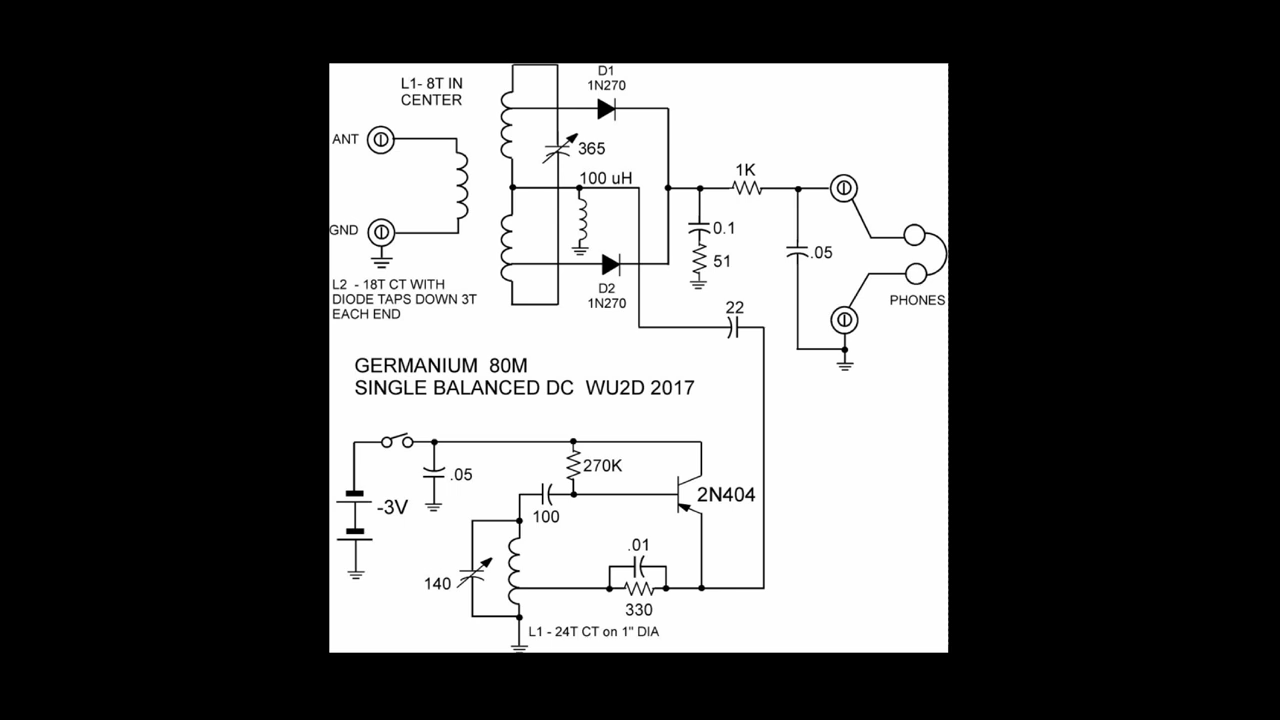 L1- 8T IN
CENTER
D1
1N270
ANT
365
100 uH
1K
GND
0.1
51
.05
L2 - 18T CT WITH
DIODE TAPS DOWN 3T
EACH END
D2
1N270
PHONES
22
GERMANIUM 80M
SINGLE BALANCED DC WU2D 2017
.05
270K
-3V
2N404
100
.01
140
330
L1 - 24T CT on 1" DIA